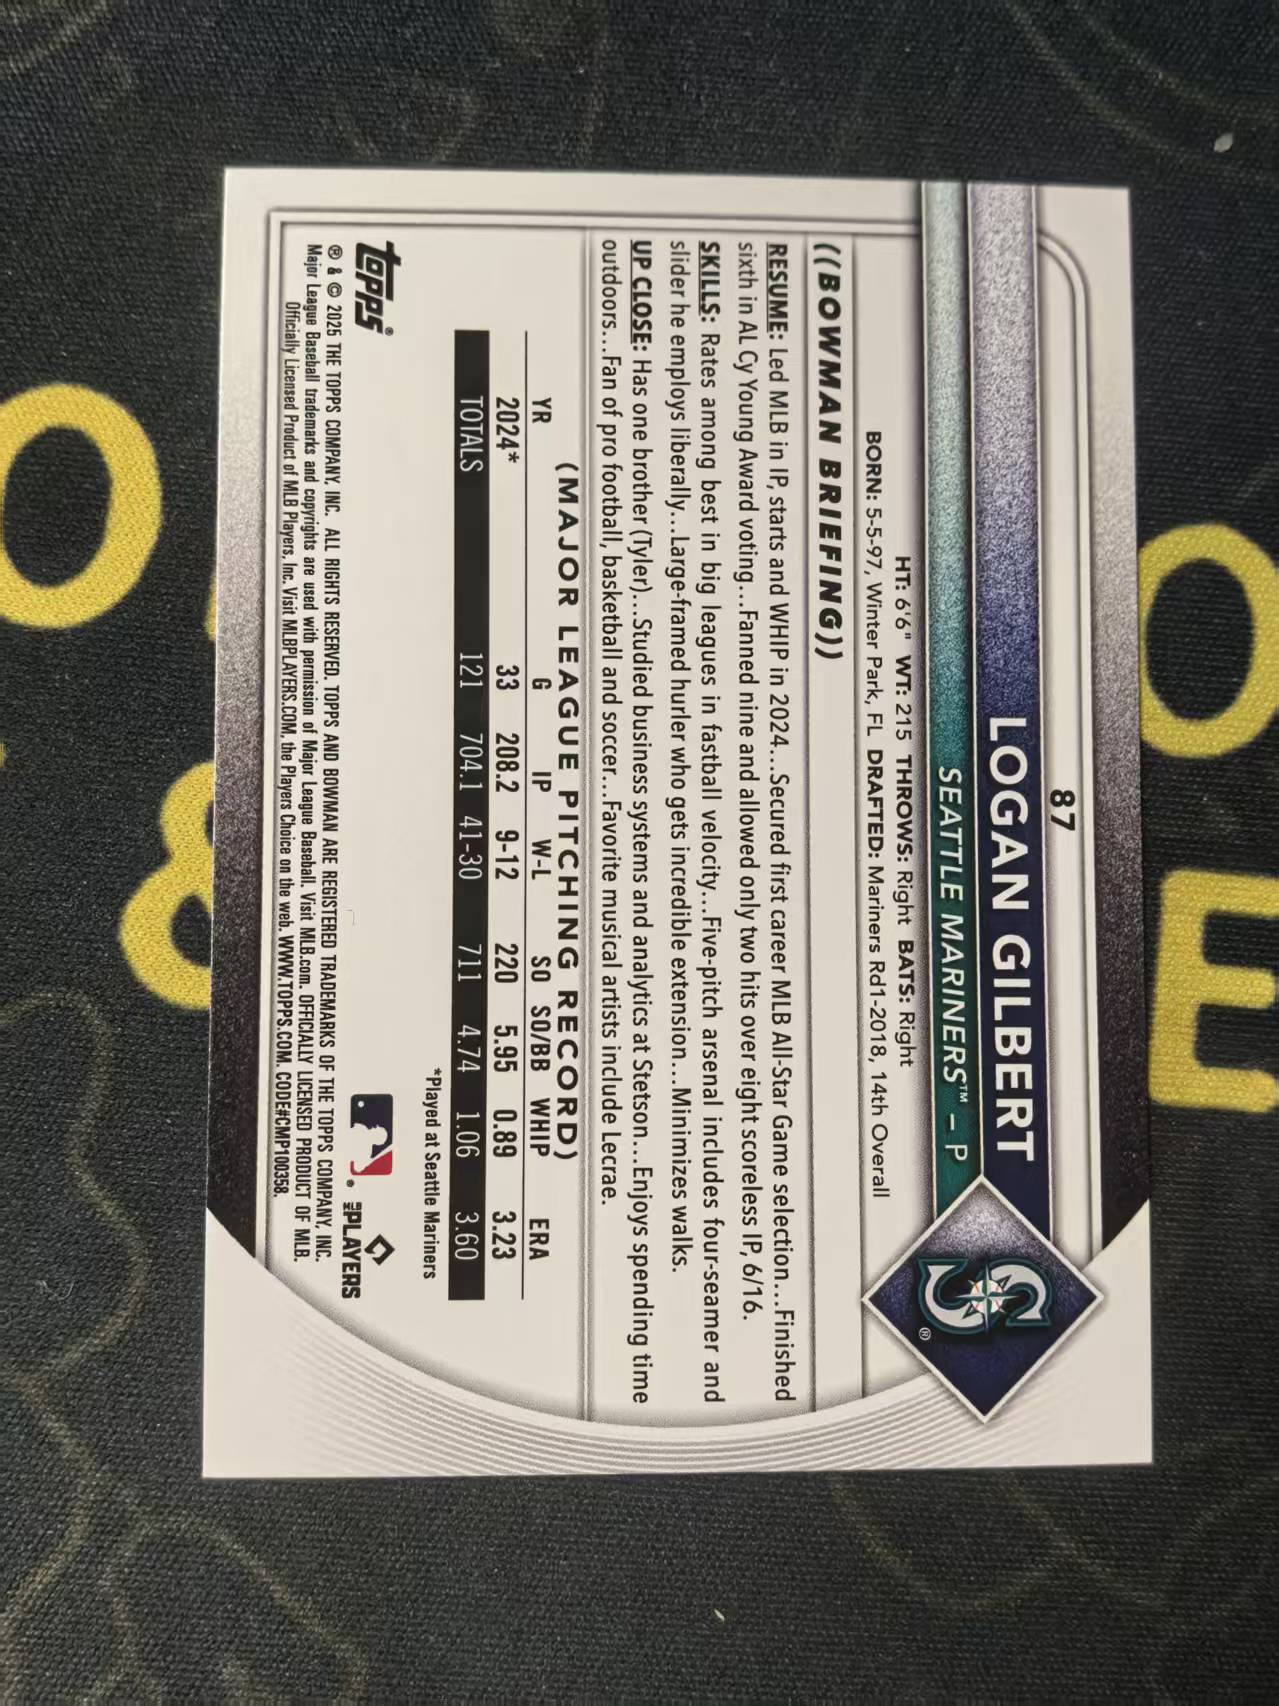 87
LOGAN GILBERT
SEATTLE MARINERS™ – P
S ®
HT: 6'6" WT: 215 THROWS: Right BATS: Right
BORN: 5-5-97, Winter Park, FL DRAFTED: Mariners Rd1-2018, 14th Overall
((BOWMAN BRIEFING))
RESUME: Led MLB in IP, starts and WHIP in 2024...Secured first career MLB All-Star Game selection...Finished
sixth in AL Cy Young Award voting...Fanned nine and allowed only two hits over eight scoreless IP, 6/16.
SKILLS: Rates among best in big leagues in fastball velocity...Five-pitch arsenal includes four-seamer and
slider he employs liberally...Large-framed hurler who gets incredible extension...Minimizes walks.
UP CLOSE: Has one brother (Tyler)...Studied business systems and analytics at Stetson...Enjoys spending time
outdoors...Fan of pro football, basketball and soccer...Favorite musical artists include Lecrae.
(MAJOR LEAGUE PITCHING RECORD)
YR G IP W-L SO SO/BB WHIP ERA
2024* 33 208.2 9-12 220 5.95 0.89 3.23
TOTALS 121 704.1 41-30 711 4.74 1.06 3.60
*Played at Seattle Mariners
topps®
® MLB PLAYERS
® & © 2025 THE TOPPS COMPANY, INC. ALL RIGHTS RESERVED. TOPPS AND BOWMAN ARE REGISTERED TRADEMARKS OF THE TOPPS COMPANY, INC.
Major League Baseball trademarks and copyrights are used with permission of Major League Baseball. Visit MLB.com. OFFICIALLY LICENSED PRODUCT OF MLB.
Officially Licensed Product of MLB Players, Inc. Visit MLBPLAYERS.COM, the Players Choice on the web. WWW.TOPPS.COM. CODE#CMP100358.